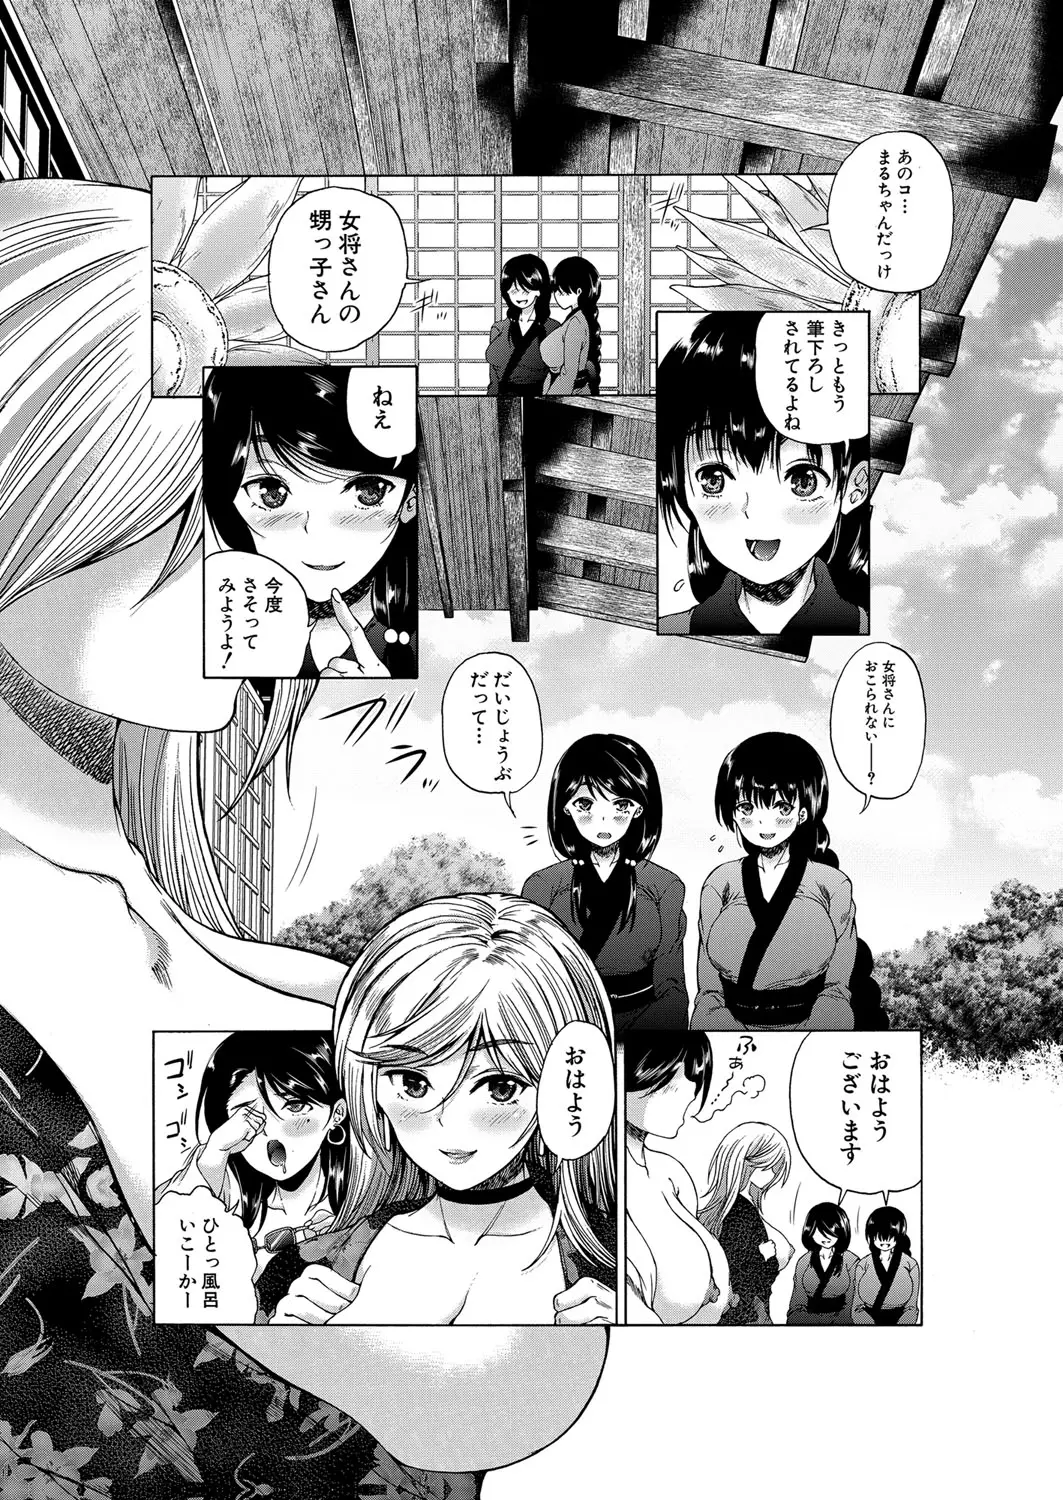 あのコ…
まるちゃんだっけ
女将さんの
甥っ子さん
きっともう
筆下ろし
されてるよね
ねえ
今度
さそって
みようよ！
女将さんに
おこられない――？
だいじょうぶ
だって…
おはよう
ございます
ふぁ
おはよう
ゴシ
ゴシ
ひとっ風呂
いこーかー